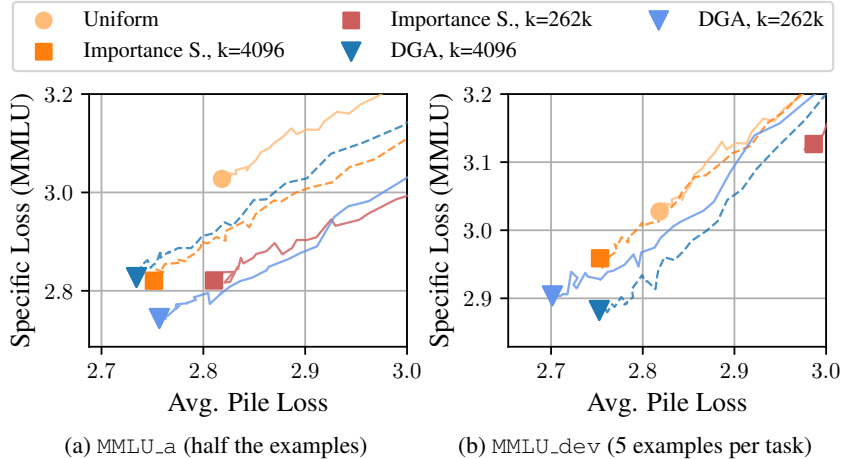 Uniform
Importance S., k=4096
Importance S., k=262k
DGA, k=4096
DGA, k=262k
Specific Loss (MMLU)
3.2
3.0
2.8
2.7
2.8
2.9
3.0
Avg. Pile Loss
(a) MMLU_a (half the examples)
Specific Loss (MMLU)
3.2
3.1
3.0
2.9
2.7
2.8
2.9
3.0
Avg. Pile Loss
(b) MMLU_dev (5 examples per task)